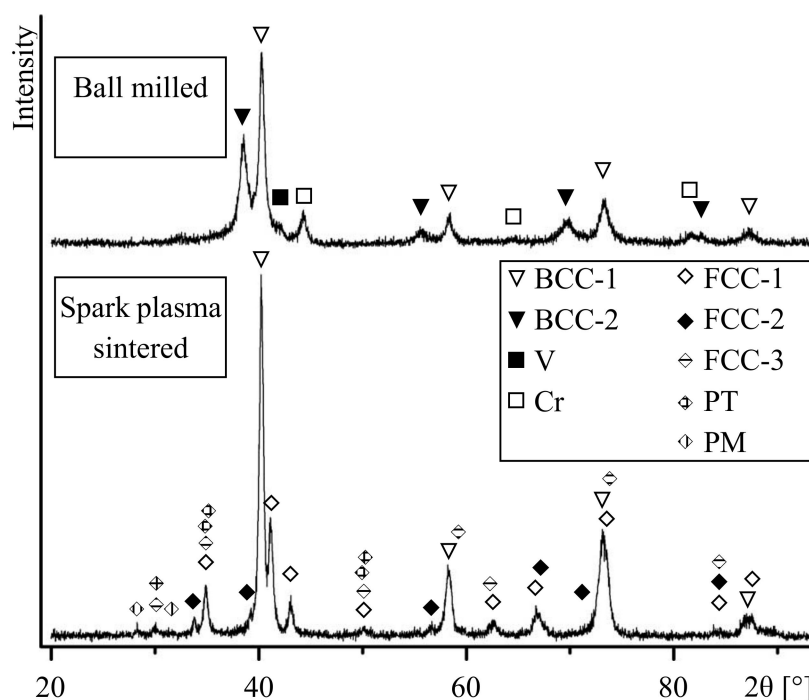 Intensity
Ball milled
Spark plasma
sintered
BCC-1
BCC-2
V
Cr
FCC-1
FCC-2
FCC-3
PT
PM
20
40
60
80
2θ [°]